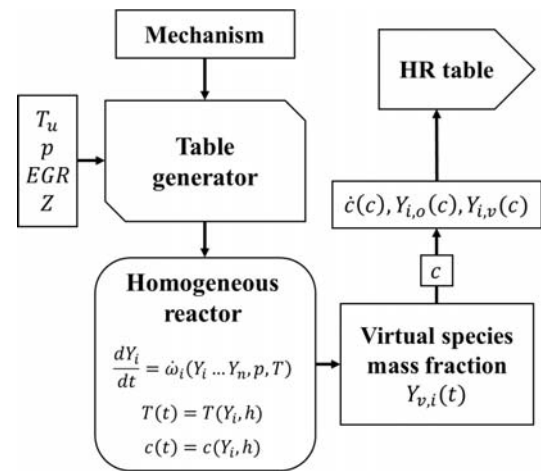 Mechanism
HR table
T_u
p
EGR
Z
Table
generator
ċ(c), Y_{i,o}(c), Y_{i,v}(c)
c
Homogeneous
reactor
dY_i/dt = ω̇_i(Y_i … Y_n, p, T)
T(t) = T(Y_i, h)
c(t) = c(Y_i, h)
Virtual species
mass fraction
Y_{v,i}(t)